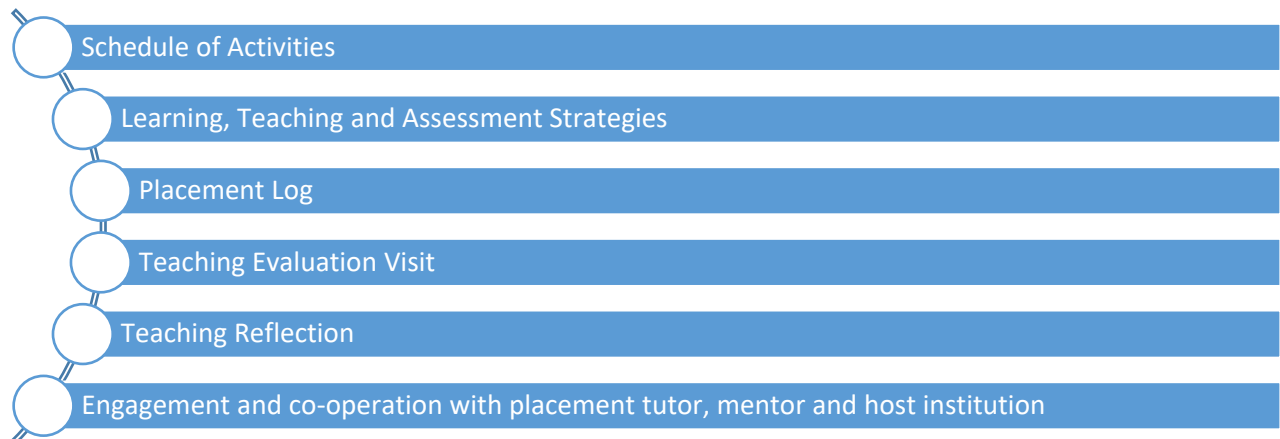 Schedule of Activities
Learning, Teaching and Assessment Strategies
Placement Log
Teaching Evaluation Visit
Teaching Reflection
Engagement and co-operation with placement tutor, mentor and host institution